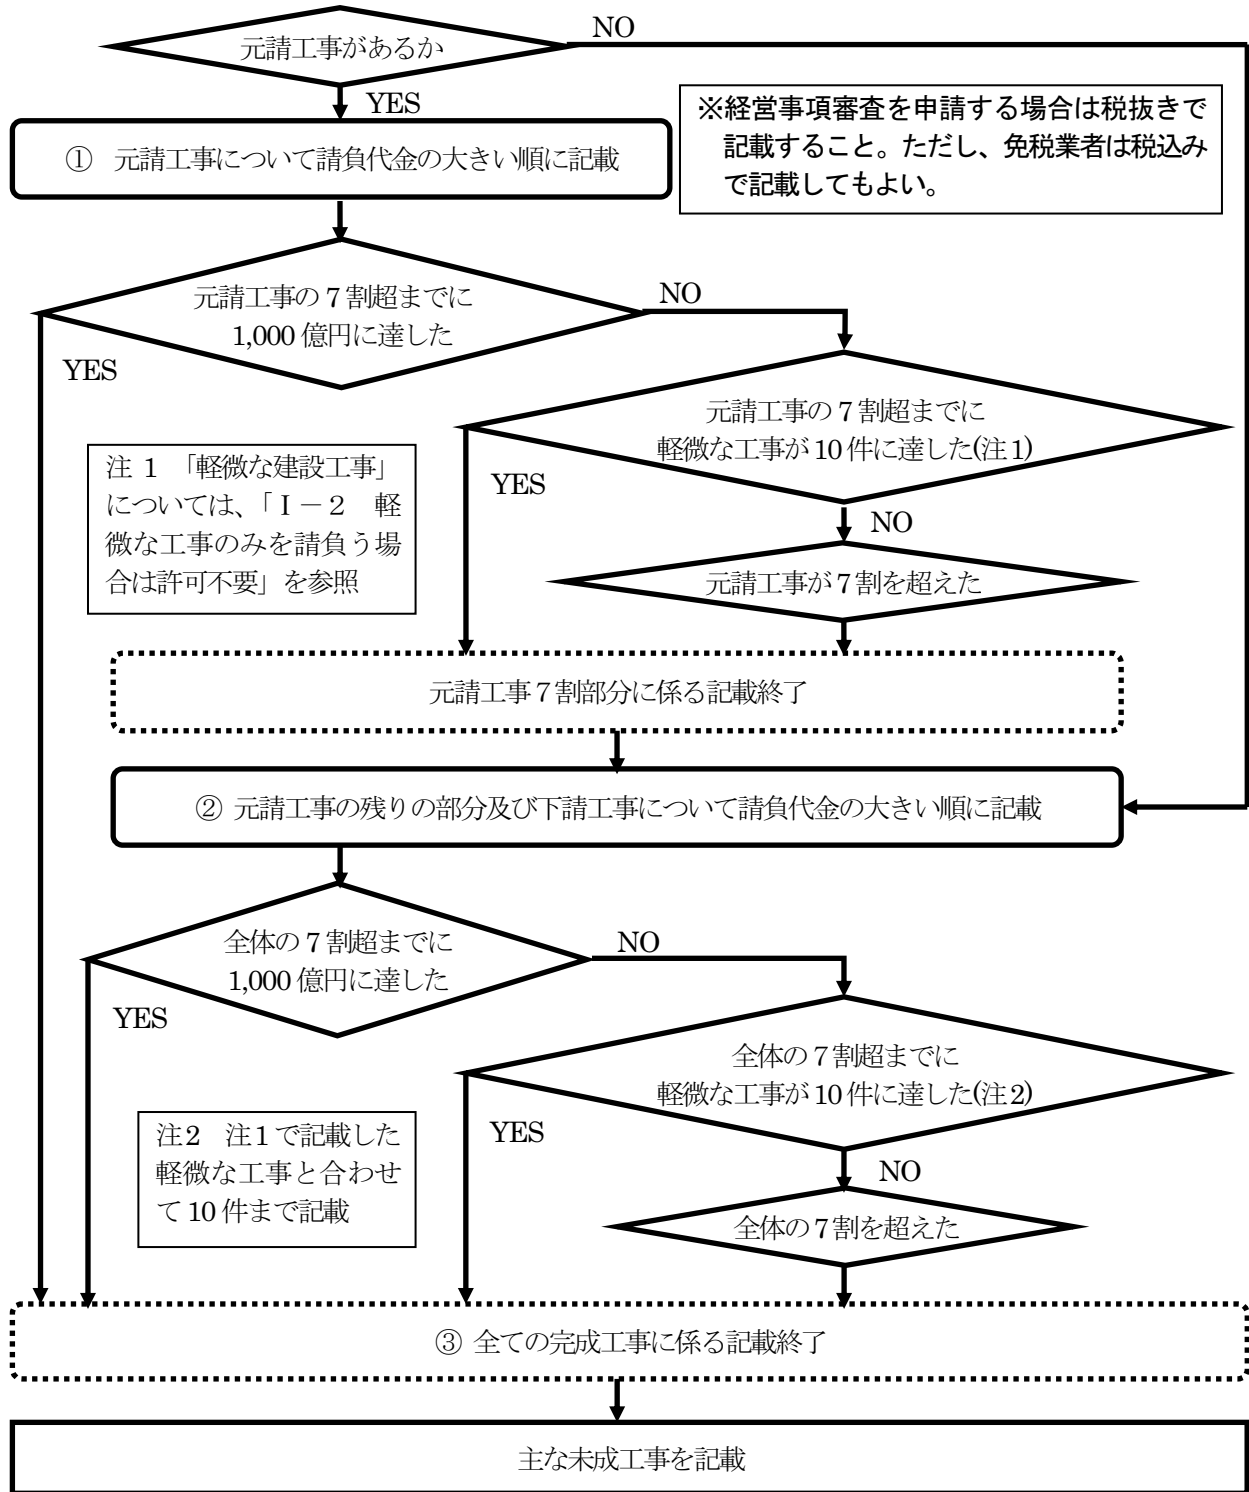 元請工事があるか
NO
YES
※経営事項審査を申請する場合は税抜きで
記載すること。ただし、免税業者は税込み
で記載してもよい。
① 元請工事について請負代金の大きい順に記載
元請工事の7割超までに
1,000億円に達した
NO
YES
元請工事の7割超までに
軽微な工事が10件に達した(注1)
注1 「軽微な建設工事」
については、「Ⅰ-2 軽
微な工事のみを請負う場
合は許可不要」を参照
YES
NO
元請工事が7割を超えた
元請工事7割部分に係る記載終了
② 元請工事の残りの部分及び下請工事について請負代金の大きい順に記載
全体の7割超までに
1,000億円に達した
NO
YES
全体の7割超までに
軽微な工事が10件に達した(注2)
注2 注1で記載した
軽微な工事と合わせ
て10件まで記載
YES
NO
全体の7割を超えた
③ 全ての完成工事に係る記載終了
主な未成工事を記載